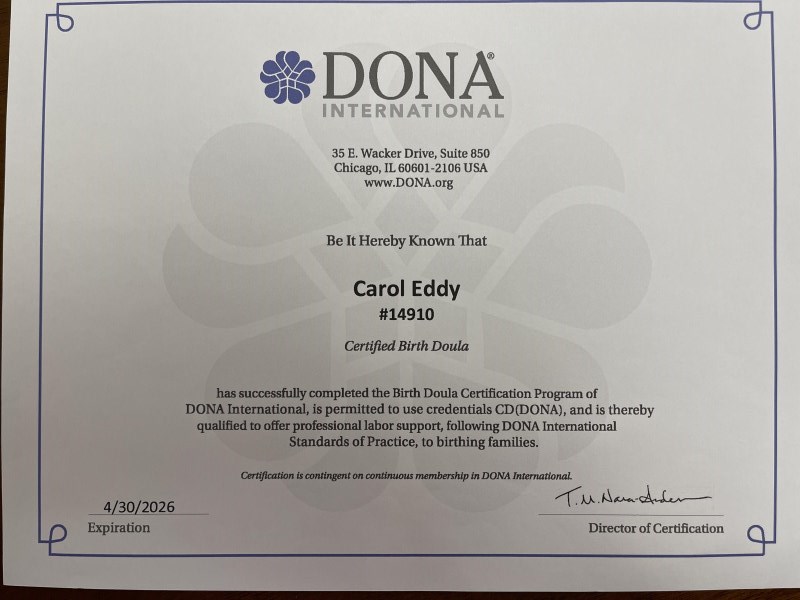 DONA®
INTERNATIONAL
35 E. Wacker Drive, Suite 850
Chicago, IL 60601-2106 USA
www.DONA.org
Be It Hereby Known That
Carol Eddy
#14910
Certified Birth Doula
has successfully completed the Birth Doula Certification Program of
DONA International, is permitted to use credentials CD(DONA), and is thereby
qualified to offer professional labor support, following DONA International
Standards of Practice, to birthing families.
Certification is contingent on continuous membership in DONA International.
4/30/2026
Expiration
Director of Certification